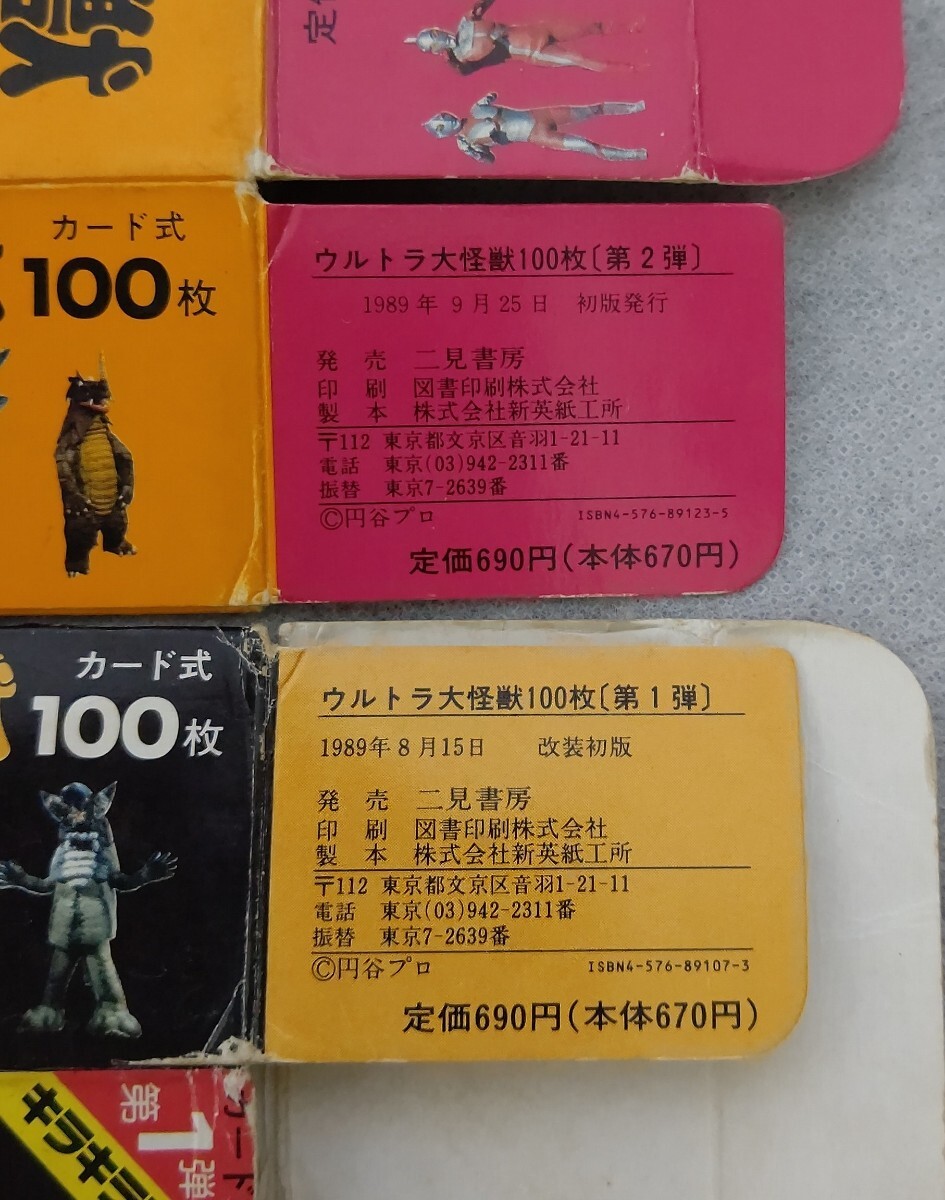 獣
定
カード式
100枚
ウルトラ大怪獣100枚〔第2弾〕
1989年 9月25日 初版発行
発 売 二見書房
印 刷 図書印刷株式会社
製 本 株式会社新英紙工所
〒112 東京都文京区音羽1-21-11
電話 東京(03)942-2311番
振替 東京7-2639番
Ⓒ円谷プロ ISBN4-576-89123-5
定価690円(本体670円)
カード式
100枚
ウルトラ大怪獣100枚〔第1弾〕
1989年8月15日 改装初版
発 売 二見書房
印 刷 図書印刷株式会社
製 本 株式会社新英紙工所
〒112 東京都文京区音羽1-21-11
電話 東京(03)942-2311番
振替 東京7-2639番
Ⓒ円谷プロ ISBN4-576-89107-3
定価690円(本体670円)
第1弾
カード
キラキラ